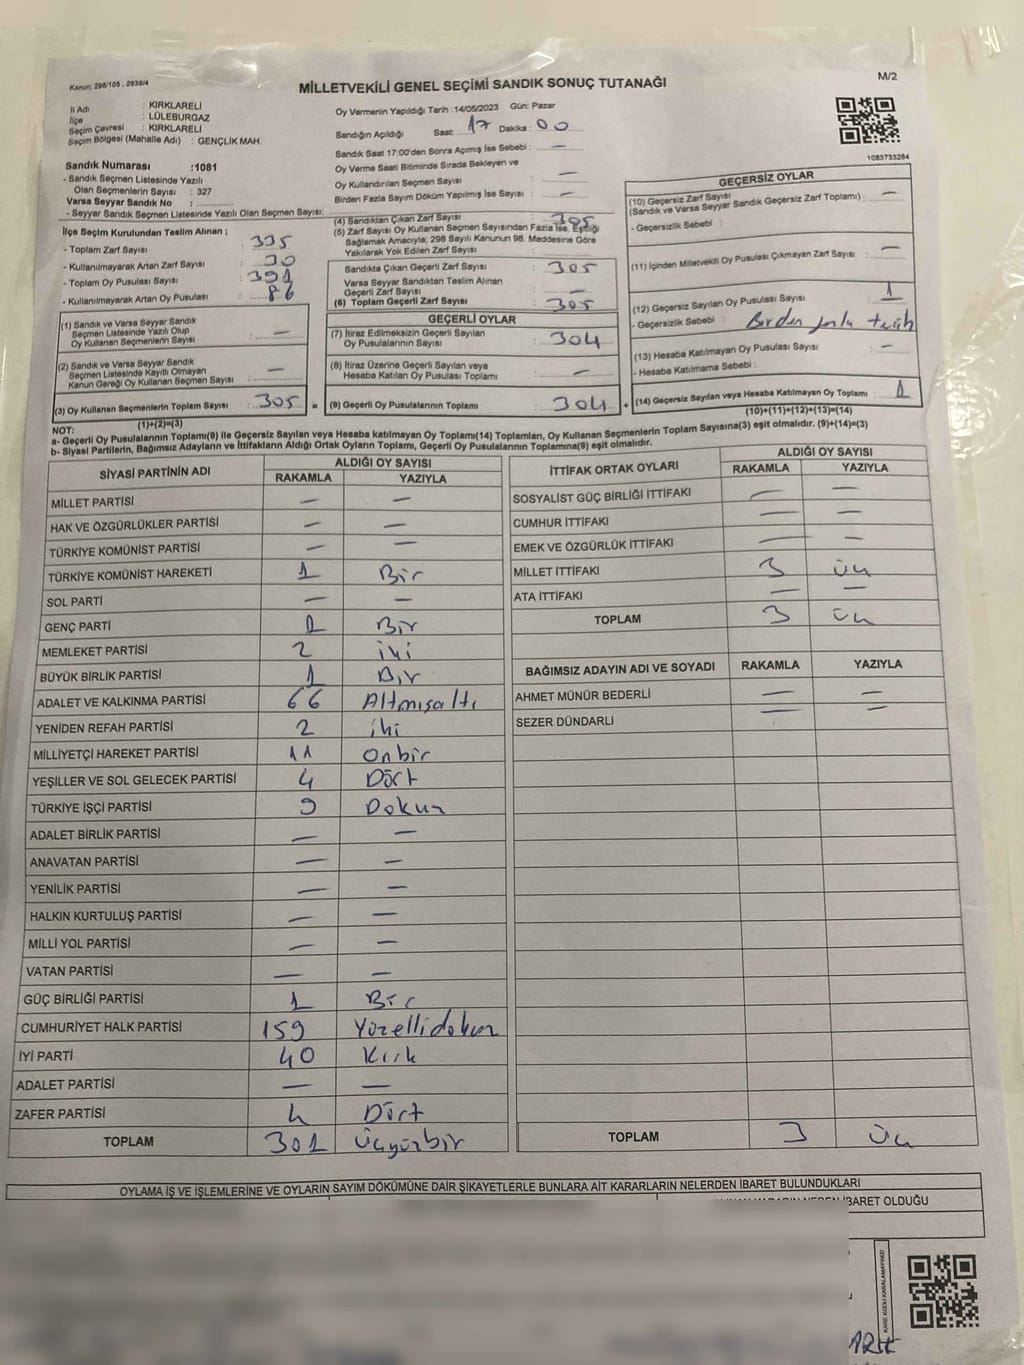 Kanun: 298/105 , 2839/4
MİLLETVEKİLİ GENEL SEÇİMİ SANDIK SONUÇ TUTANAĞI
M/2
İl Adı : KIRKLARELİ
İlçe : LÜLEBURGAZ
Seçim Çevresi : KIRKLARELİ
Seçim Bölgesi (Mahalle Adı) : GENÇLİK MAH.
Oy Vermenin Yapıldığı Tarih : 14/05/2023 Gün: Pazar
Sandığın Açıldığı Saat: 17 Dakika : 00
Sandık Saat 17:00'den Sonra Açılmış İse Sebebi : —
Oy Verme Saati Bitiminde Sırada Bekleyen ve
Oy Kullandırılan Seçmen Sayısı : —
Birden Fazla Sayım Döküm Yapılmış İse Sayısı : —
1083733284
Sandık Numarası :1081
- Sandık Seçmen Listesinde Yazılı
Olan Seçmenlerin Sayısı : 327
Varsa Seyyar Sandık No :
- Seyyar Sandık Seçmen Listesinde Yazılı Olan Seçmen Sayısı:
İlçe Seçim Kurulundan Teslim Alınan ;
- Toplam Zarf Sayısı : 335
- Kullanılmayarak Artan Zarf Sayısı : 30
- Toplam Oy Pusulası Sayısı : 391
- Kullanılmayarak Artan Oy Pusulası : 86
(1) Sandık ve Varsa Seyyar Sandık
Seçmen Listesinde Yazılı Olup
Oy Kullanan Seçmenlerin Sayısı : —
(2) Sandık ve Varsa Seyyar Sandık
Seçmen Listesinde Kayıtlı Olmayan
Kanun Gereği Oy Kullanan Seçmen Sayısı : —
(3) Oy Kullanan Seçmenlerin Toplam Sayısı : 305 =
(1)+(2)=(3)
(4) Sandıktan Çıkan Zarf Sayısı : 305
(5) Zarf Sayısı Oy Kullanan Seçmen Sayısından Fazla İse, Eşitliği
Sağlamak Amacıyla; 298 Sayılı Kanunun 98. Maddesine Göre
Yakılarak Yok Edilen Zarf Sayısı :
Sandıkta Çıkan Geçerli Zarf Sayısı : 305
Varsa Seyyar Sandıktan Teslim Alınan
Geçerli Zarf Sayısı : —
(6) Toplam Geçerli Zarf Sayısı : 305
GEÇERLİ OYLAR
(7) İtiraz Edilmeksizin Geçerli Sayılan
Oy Pusulalarının Sayısı : 304
(8) İtiraz Üzerine Geçerli Sayılan veya
Hesaba Katılan Oy Pusulası Toplamı : —
(9) Geçerli Oy Pusulalarının Toplamı : 304 +
GEÇERSİZ OYLAR
(10) Geçersiz Zarf Sayısı
(Sandık ve Varsa Seyyar Sandık Geçersiz Zarf Toplamı) : —
- Geçersizlik Sebebi :
(11) İçinden Milletvekili Oy Pusulası Çıkmayan Zarf Sayısı : —
(12) Geçersiz Sayılan Oy Pusulası Sayısı : 1
- Geçersizlik Sebebi : Birden fazla tercih
(13) Hesaba Katılmayan Oy Pusulası Sayısı : —
- Hesaba Katılmama Sebebi :
(14) Geçersiz Sayılan veya Hesaba Katılmayan Oy Toplamı : 1
(10)+(11)+(12)+(13)=(14)
NOT:
a- Geçerli Oy Pusulalarının Toplamı(9) ile Geçersiz Sayılan veya Hesaba katılmayan Oy Toplamı(14) Toplamları, Oy Kullanan Seçmenlerin Toplam Sayısına(3) eşit olmalıdır. (9)+(14)=(3)
b- Siyasi Partilerin, Bağımsız Adayların ve İttifakların Aldığı Ortak Oyların Toplamı, Geçerli Oy Pusulalarının Toplamına(9) eşit olmalıdır.
SİYASİ PARTİNİN ADI ALDIĞI OY SAYISI
RAKAMLA YAZIYLA
MİLLET PARTİSİ — —
HAK VE ÖZGÜRLÜKLER PARTİSİ — —
TÜRKİYE KOMÜNİST PARTİSİ — —
TÜRKİYE KOMÜNİST HAREKETİ 1 Bir
SOL PARTİ — —
GENÇ PARTİ 1 Bir
MEMLEKET PARTİSİ 2 iki
BÜYÜK BİRLİK PARTİSİ 1 Bir
ADALET VE KALKINMA PARTİSİ 66 Altmışaltı
YENİDEN REFAH PARTİSİ 2 iki
MİLLİYETÇİ HAREKET PARTİSİ 11 Onbir
YEŞİLLER VE SOL GELECEK PARTİSİ 4 Dört
TÜRKİYE İŞÇİ PARTİSİ 9 Dokuz
ADALET BİRLİK PARTİSİ — —
ANAVATAN PARTİSİ — —
YENİLİK PARTİSİ — —
HALKIN KURTULUŞ PARTİSİ — —
MİLLİ YOL PARTİSİ — —
VATAN PARTİSİ — —
GÜÇ BİRLİĞİ PARTİSİ 1 Bir
CUMHURİYET HALK PARTİSİ 159 Yüzellidokuz
İYİ PARTİ 40 Kırk
ADALET PARTİSİ — —
ZAFER PARTİSİ 4 Dört
TOPLAM 301 Üçyüzbir
İTTİFAK ORTAK OYLARI ALDIĞI OY SAYISI
RAKAMLA YAZIYLA
SOSYALİST GÜÇ BİRLİĞİ İTTİFAKI — —
CUMHUR İTTİFAKI — —
EMEK VE ÖZGÜRLÜK İTTİFAKI — —
MİLLET İTTİFAKI 3 üç
ATA İTTİFAKI — —
TOPLAM 3 üç
BAĞIMSIZ ADAYIN ADI VE SOYADI RAKAMLA YAZIYLA
AHMET MÜNÜR BEDERLİ — —
SEZER DÜNDARLI — —
TOPLAM 3 Üç
OYLAMA İŞ VE İŞLEMLERİNE VE OYLARIN SAYIM DÖKÜMÜNE DAİR ŞİKAYETLERLE BUNLARA AİT KARARLARIN NELERDEN İBARET BULUNDUKLARI
İBARET OLDUĞU